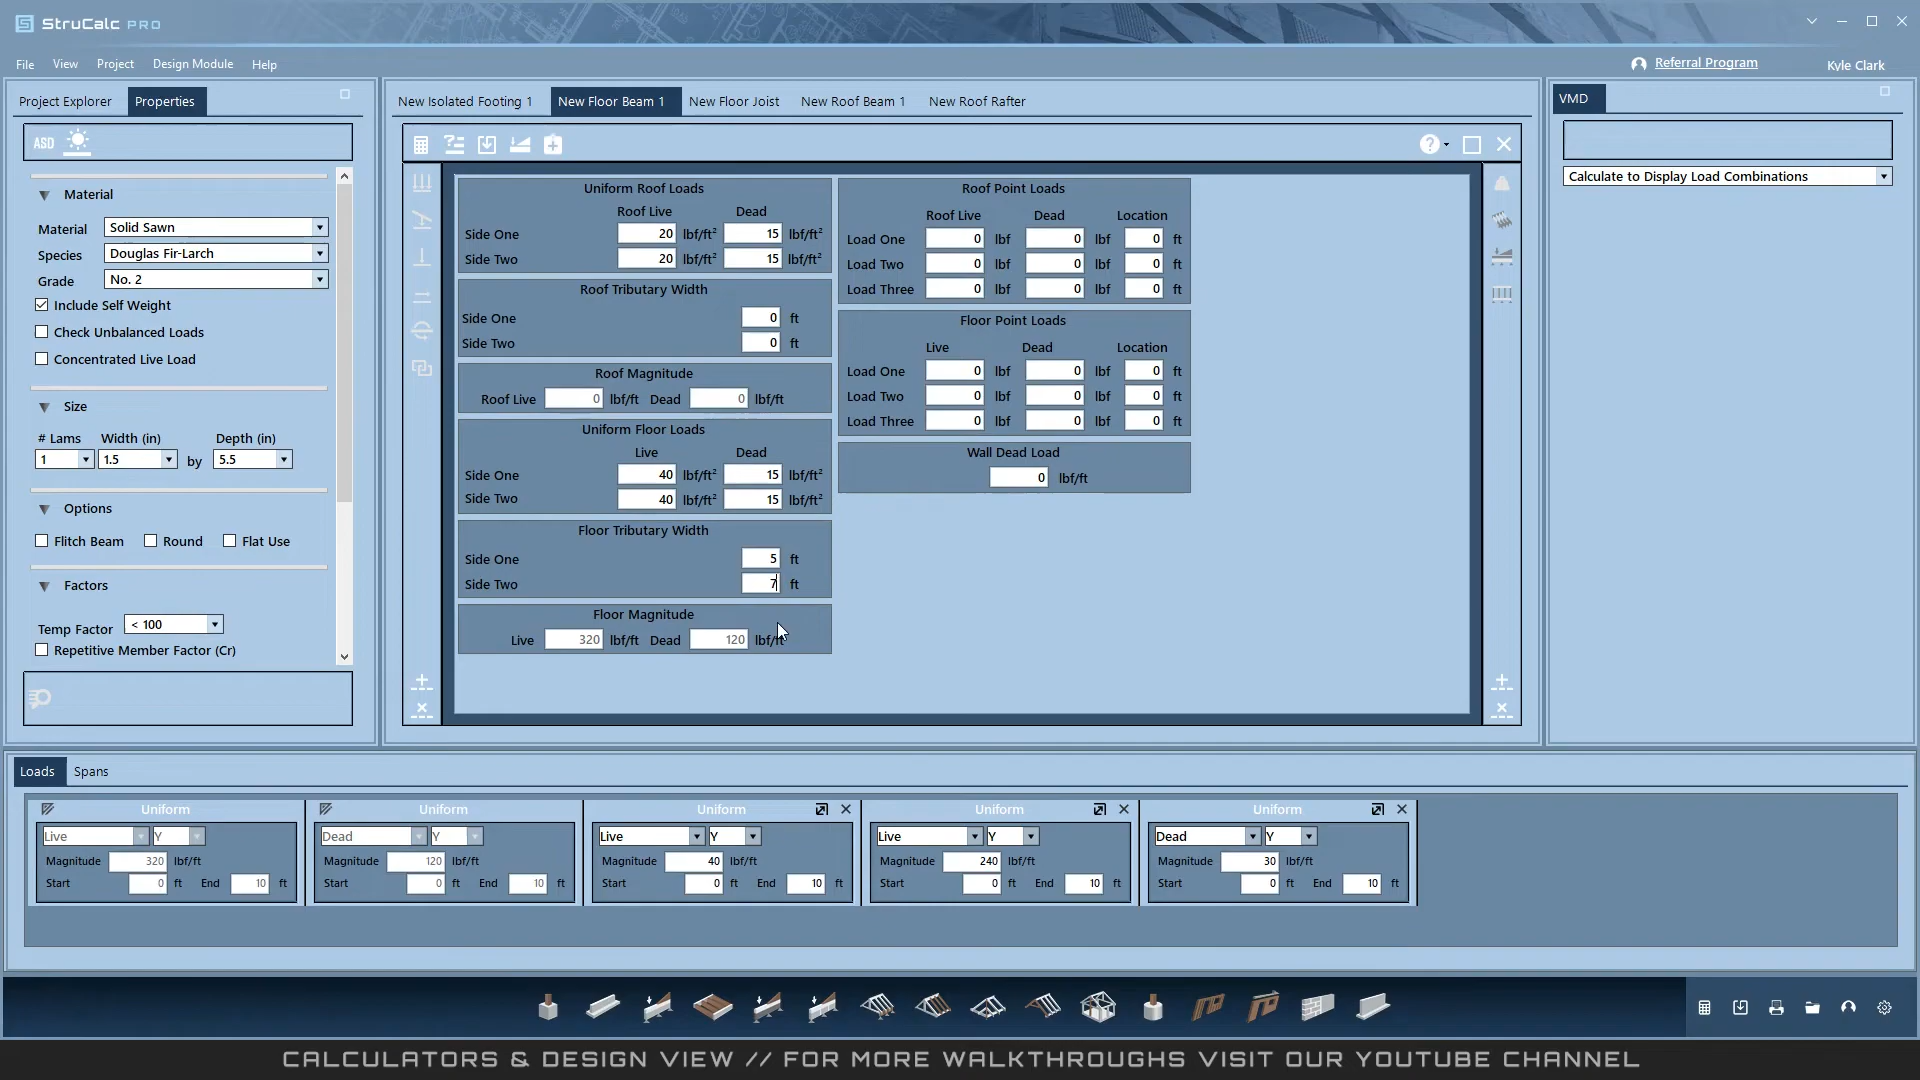 StruCalc PRO
File View Project Design Module Help
Referral Program Kyle Clark
Project Explorer Properties
ASD
Material
Material Solid Sawn
Species Douglas Fir-Larch
Grade No. 2
Include Self Weight
Check Unbalanced Loads
Concentrated Live Load
Size
# Lams Width (in) Depth (in)
1 1.5 by 5.5
Options
Flitch Beam Round Flat Use
Factors
Temp Factor < 100
Repetitive Member Factor (Cr)
New Isolated Footing 1 New Floor Beam 1 New Floor Joist New Roof Beam 1 New Roof Rafter
Uniform Roof Loads
Roof Live Dead
Side One 20 lbf/ft² 15 lbf/ft²
Side Two 20 lbf/ft² 15 lbf/ft²
Roof Tributary Width
Side One 0 ft
Side Two 0 ft
Roof Magnitude
Roof Live 0 lbf/ft Dead 0 lbf/ft
Uniform Floor Loads
Live Dead
Side One 40 lbf/ft² 15 lbf/ft²
Side Two 40 lbf/ft² 15 lbf/ft²
Floor Tributary Width
Side One 5 ft
Side Two 7 ft
Floor Magnitude
Live 320 lbf/ft Dead 120 lbf/ft
Roof Point Loads
Roof Live Dead Location
Load One 0 lbf 0 lbf 0 ft
Load Two 0 lbf 0 lbf 0 ft
Load Three 0 lbf 0 lbf 0 ft
Floor Point Loads
Live Dead Location
Load One 0 lbf 0 lbf 0 ft
Load Two 0 lbf 0 lbf 0 ft
Load Three 0 lbf 0 lbf 0 ft
Wall Dead Load
0 lbf/ft
VMD
Calculate to Display Load Combinations
Loads Spans
Uniform
Live Y
Magnitude 320 lbf/ft
Start 0 ft End 10 ft
Uniform
Dead Y
Magnitude 120 lbf/ft
Start 0 ft End 10 ft
Uniform
Live Y
Magnitude 40 lbf/ft
Start 0 ft End 10 ft
Uniform
Live Y
Magnitude 240 lbf/ft
Start 0 ft End 10 ft
Uniform
Dead Y
Magnitude 30 lbf/ft
Start 0 ft End 10 ft
CALCULATORS & DESIGN VIEW // FOR MORE WALKTHROUGHS VISIT OUR YOUTUBE CHANNEL